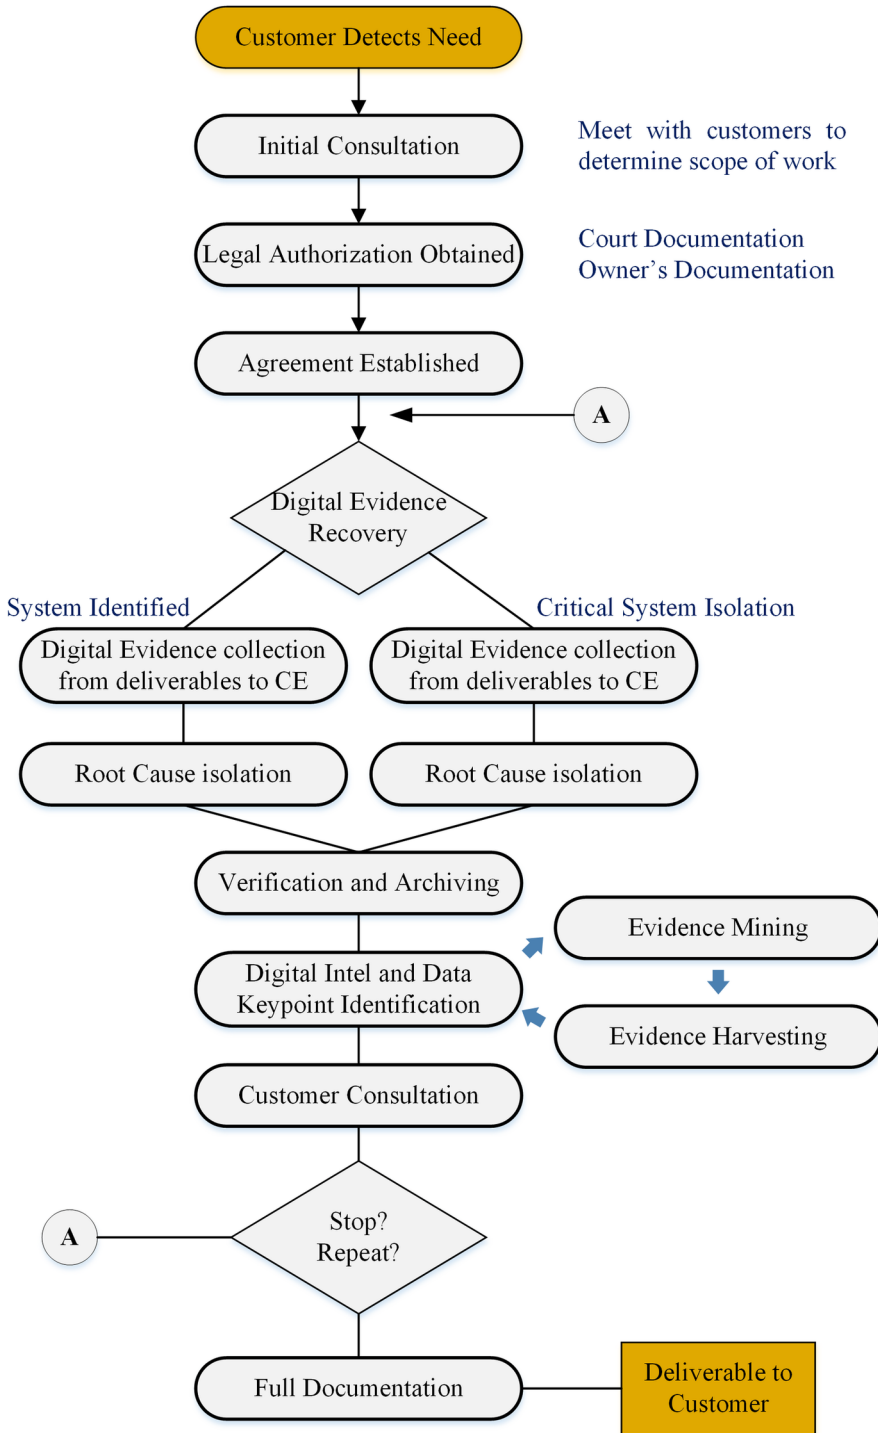 Customer Detects Need
Initial Consultation
Meet with customers to
determine scope of work
Legal Authorization Obtained
Court Documentation
Owner's Documentation
Agreement Established
A
Digital Evidence
Recovery
System Identified
Critical System Isolation
Digital Evidence collection
from deliverables to CE
Digital Evidence collection
from deliverables to CE
Root Cause isolation
Root Cause isolation
Verification and Archiving
Evidence Mining
Digital Intel and Data
Keypoint Identification
Evidence Harvesting
Customer Consultation
Stop?
Repeat?
A
Full Documentation
Deliverable to
Customer